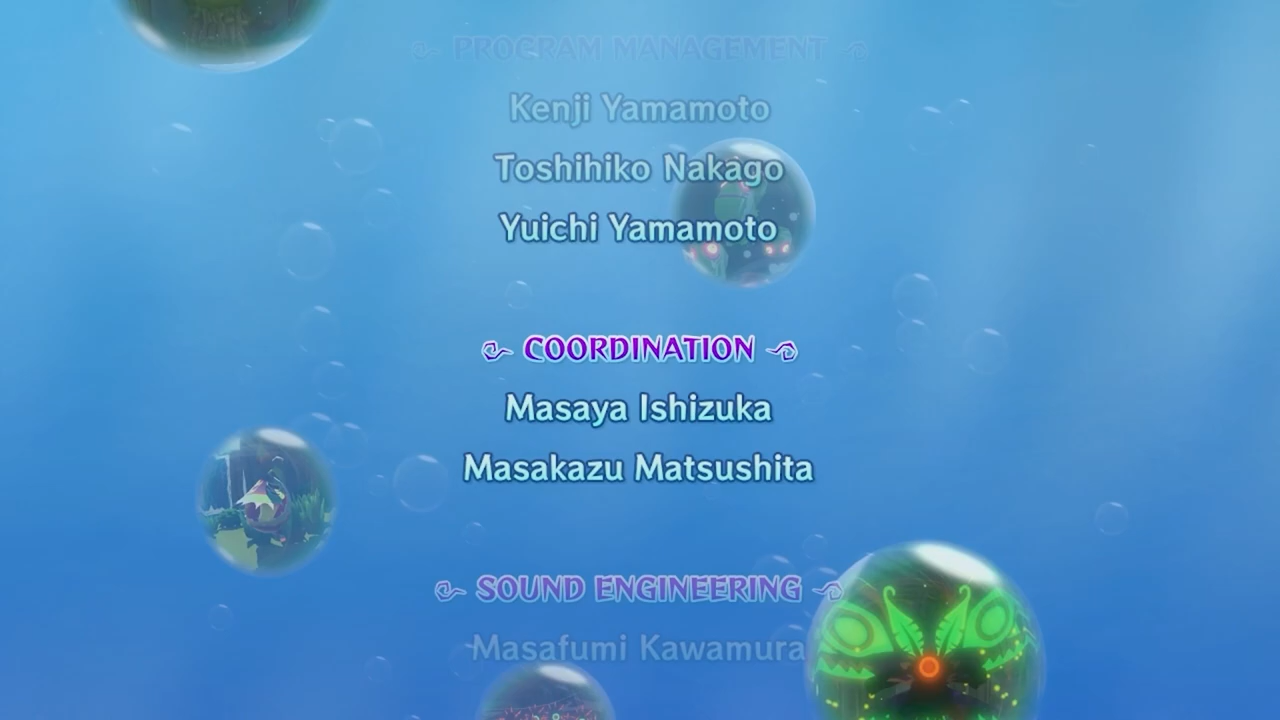 PROGRAM MANAGEMENT
Kenji Yamamoto
Toshihiko Nakago
Yuichi Yamamoto
COORDINATION
Masaya Ishizuka
Masakazu Matsushita
SOUND ENGINEERING
Masafumi Kawamura